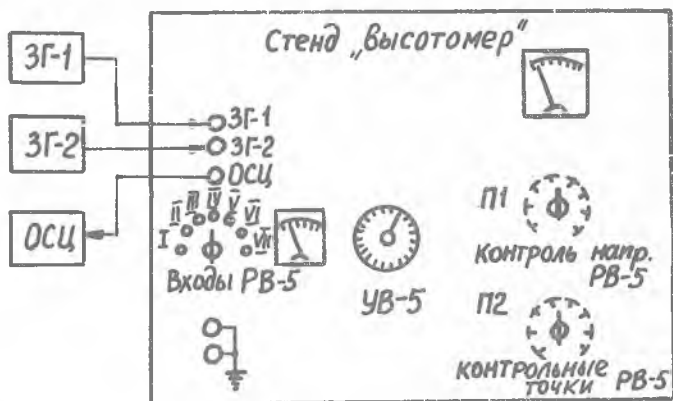 Стенд „Высотомер"
ЗГ-1
ЗГ-2
ОСЦ
ЗГ-1
ЗГ-2
ОСЦ
I II III IV V VI VII
Входы РВ-5
УВ-5
П1
Контроль напр.
РВ-5
П2
Контрольные
точки РВ-5